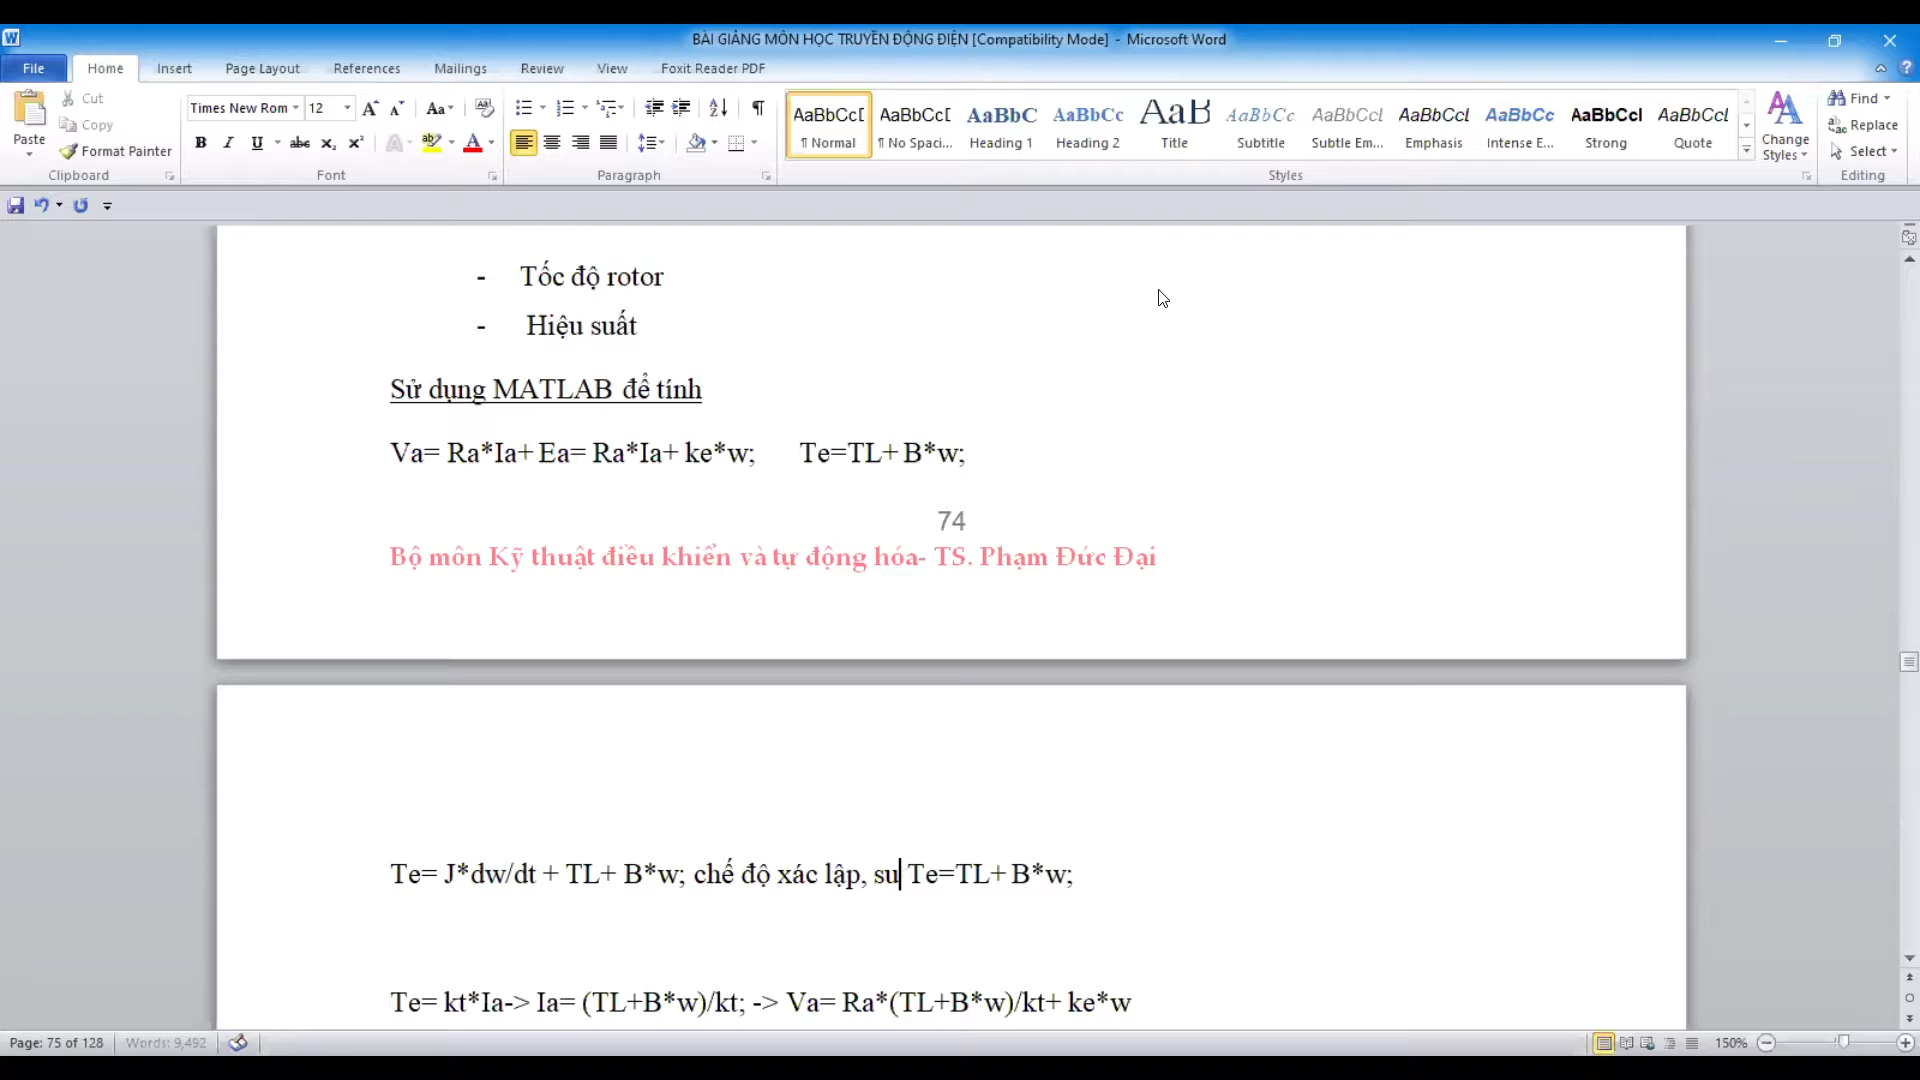 BÀI GIẢNG MÔN HỌC TRUYỀN ĐỘNG ĐIỆN [Compatibility Mode] - Microsoft Word
File Home Insert Page Layout References Mailings Review View Foxit Reader PDF
Cut
Copy
Format Painter
Paste
Clipboard
Times New Rom 12
Font
Paragraph
AaBbCcD AaBbCcD AaBbC AaBbCc AaB AaBbCc AaBbCcl AaBbCcl AaBbCc AaBbCcl AaBbCcl
¶ Normal ¶ No Spaci... Heading 1 Heading 2 Title Subtitle Subtle Em... Emphasis Intense E... Strong Quote
Styles
Change Styles
Find
Replace
Select
Editing
- Tốc độ rotor
- Hiệu suất
Sử dụng MATLAB để tính
Va= Ra*Ia+ Ea= Ra*Ia+ ke*w; Te=TL+ B*w;
74
Bộ môn Kỹ thuật điều khiển và tự động hóa- TS. Phạm Đức Đại
Te= J*dw/dt + TL+ B*w; chế độ xác lập, su Te=TL+ B*w;
Te= kt*Ia-> Ia= (TL+B*w)/kt; -> Va= Ra*(TL+B*w)/kt+ ke*w
Page: 75 of 128 Words: 9,492 150%